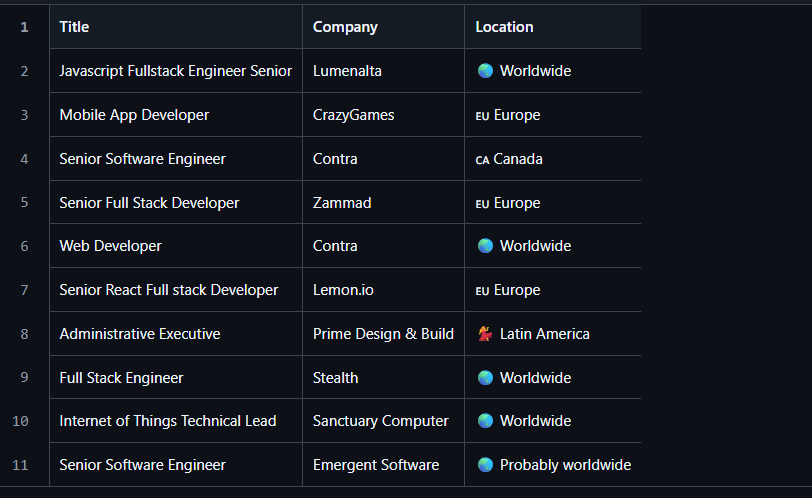 1 Title Company Location
2 Javascript Fullstack Engineer Senior Lumenalta 🌎 Worldwide
3 Mobile App Developer CrazyGames EU Europe
4 Senior Software Engineer Contra CA Canada
5 Senior Full Stack Developer Zammad EU Europe
6 Web Developer Contra 🌎 Worldwide
7 Senior React Full stack Developer Lemon.io EU Europe
8 Administrative Executive Prime Design & Build 💃 Latin America
9 Full Stack Engineer Stealth 🌎 Worldwide
10 Internet of Things Technical Lead Sanctuary Computer 🌎 Worldwide
11 Senior Software Engineer Emergent Software 🌎 Probably worldwide